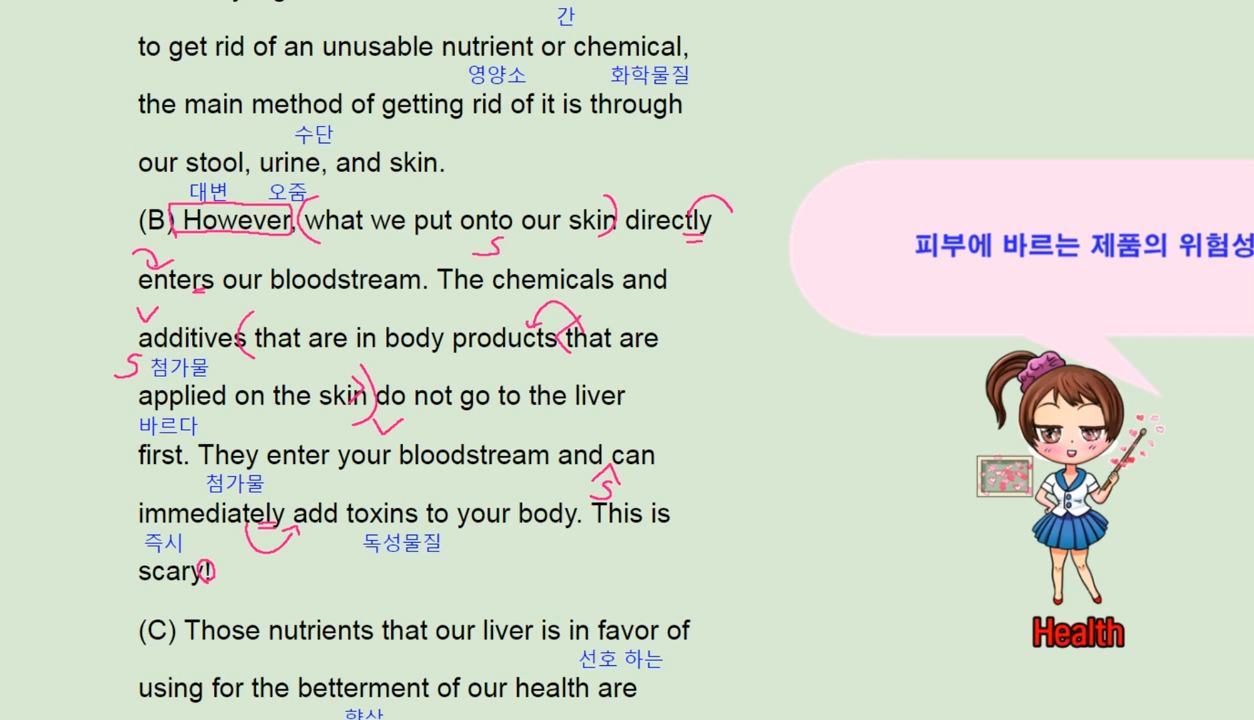 간
to get rid of an unusable nutrient or chemical,
영양소 화학물질
the main method of getting rid of it is through
수단
our stool, urine, and skin.
대변 오줌
(B) However, what we put onto our skin directly
S
enters our bloodstream. The chemicals and
V
additives that are in body products that are
S 첨가물
applied on the skin do not go to the liver
바르다 V
first. They enter your bloodstream and can
첨가물 S
immediately add toxins to your body. This is
즉시 독성물질
scary!
(C) Those nutrients that our liver is in favor of
선호 하는
using for the betterment of our health are
향상
피부에 바르는 제품의 위험성
Health